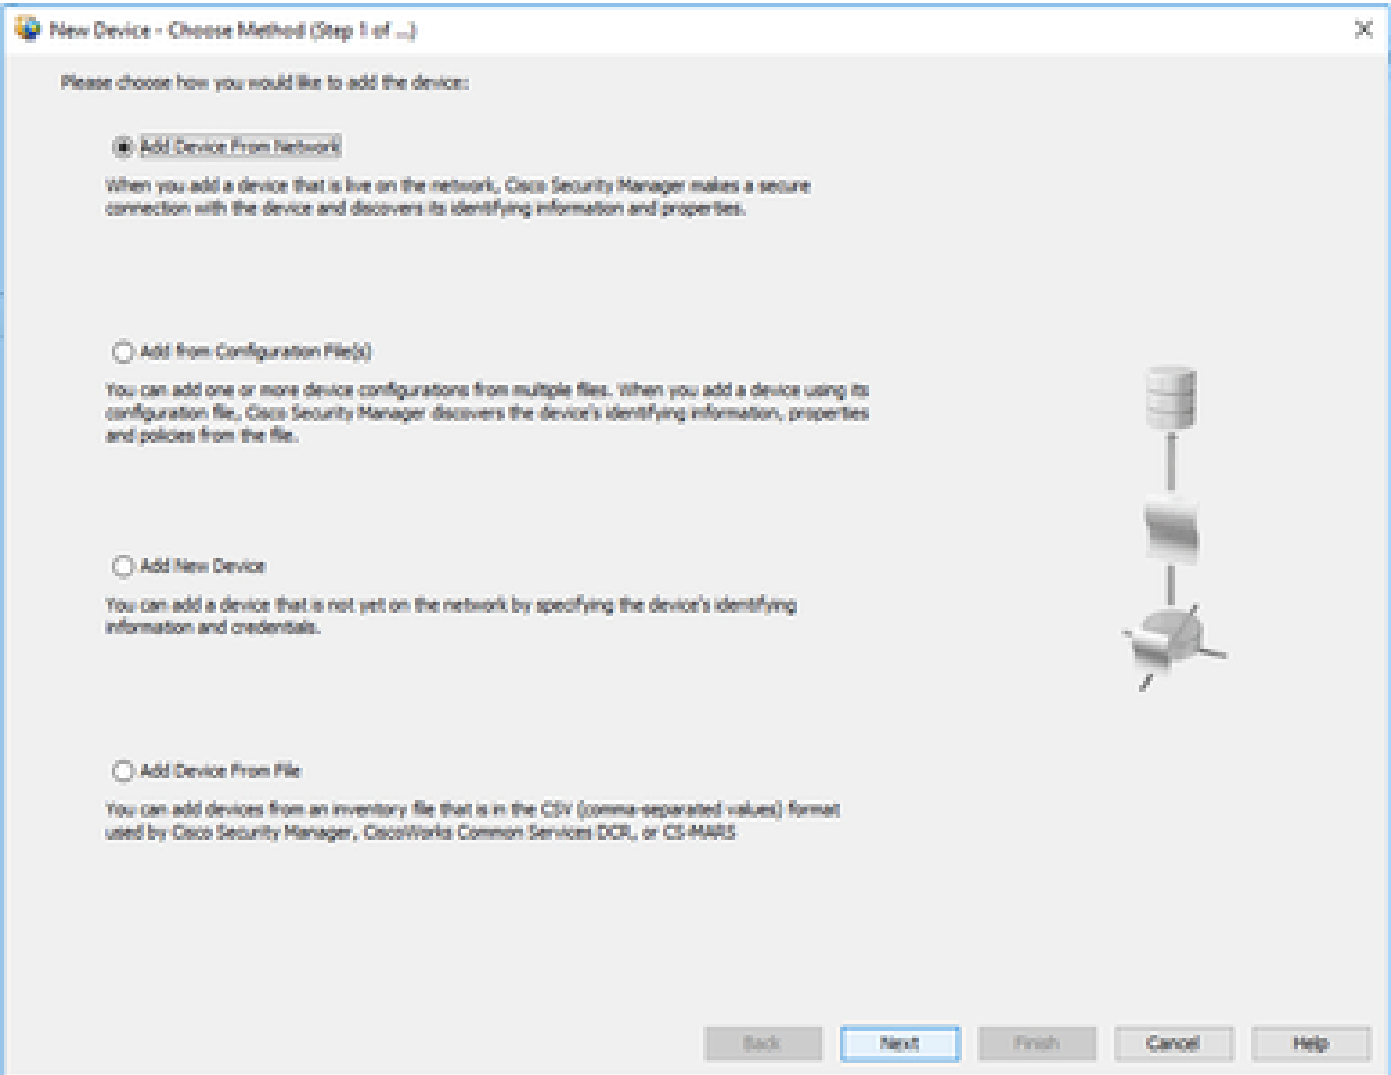 New Device - Choose Method (Step 1 of ...)
Please choose how you would like to add the device:
Add Device From Network
When you add a device that is live on the network, Cisco Security Manager makes a secure
connection with the device and discovers its identifying information and properties.
Add from Configuration File(s)
You can add one or more device configurations from multiple files. When you add a device using its
configuration file, Cisco Security Manager discovers the device's identifying information, properties
and policies from the file.
Add New Device
You can add a device that is not yet on the network by specifying the device's identifying
information and credentials.
Add Device From File
You can add devices from an inventory file that is in the CSV (comma-separated values) format
used by Cisco Security Manager, CiscoWorks Common Services DCR, or CS-MARS
Back
Next
Finish
Cancel
Help